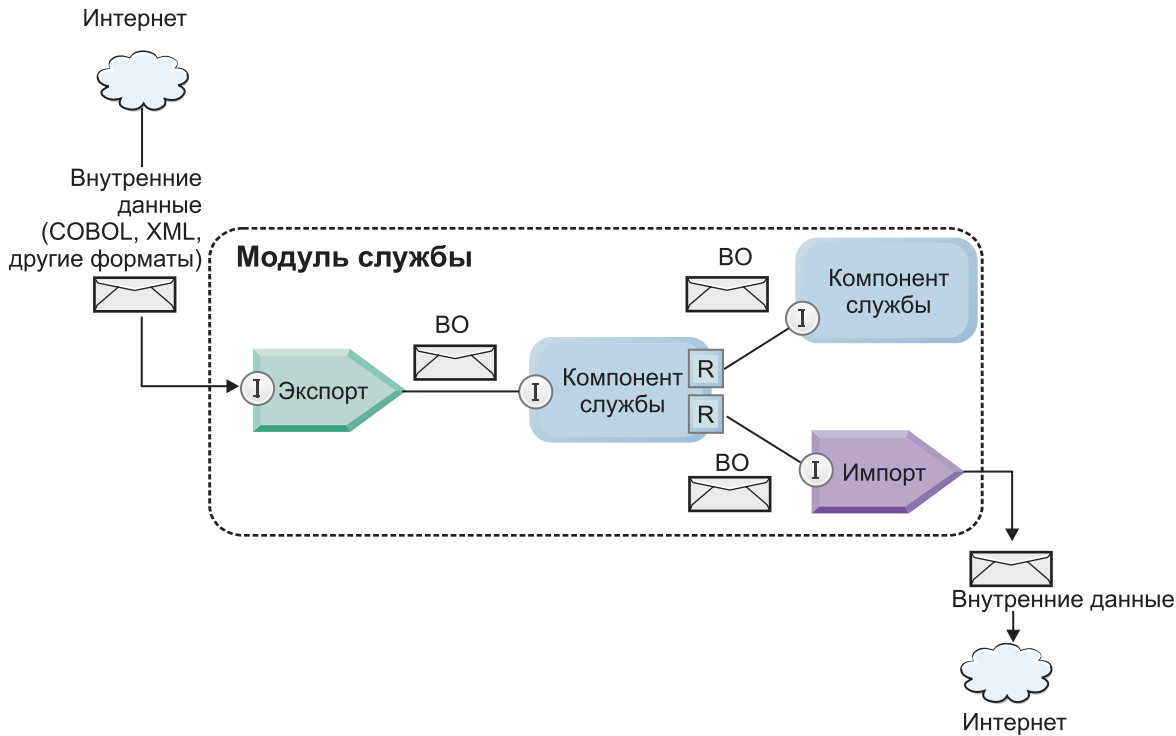 Интернет
Внутренние
данные
(COBOL, XML,
другие форматы)
Модуль службы
BO
Компонент
службы
I
BO
I
Экспорт
I
Компонент
службы
R
R
BO
I
Импорт
Внутренние данные
Интернет